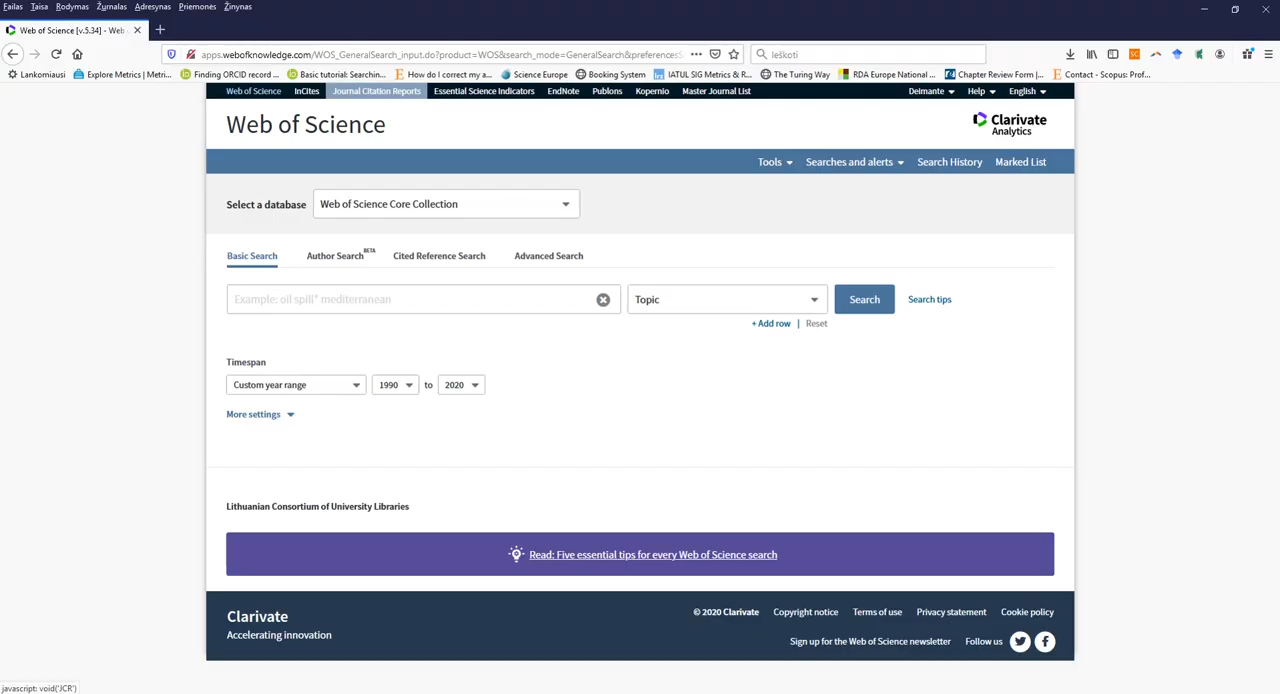 Failas Taisa Rodymas Žurnalas Adresynas Priemonės Žinynas
Web of Science [v.5.34] - Web
apps.webofknowledge.com/WOS_GeneralSearch_input.do?product=WOS&search_mode=GeneralSearch&preferencesS
Ieškoti
Lankomiausi Explore Metrics | Metri... Finding ORCID record ... Basic tutorial: Searchin... How do I correct my a... Science Europe Booking System IATUL SIG Metrics & R... The Turing Way RDA Europe National ... Chapter Review Form |... Contact - Scopus: Prof...
Web of Science InCites Journal Citation Reports Essential Science Indicators EndNote Publons Kopernio Master Journal List Deimante Help English
Web of Science
Clarivate
Analytics
Tools Searches and alerts Search History Marked List
Select a database Web of Science Core Collection
Basic Search Author Search BETA Cited Reference Search Advanced Search
Example: oil spill* mediterranean Topic Search Search tips
+ Add row | Reset
Timespan
Custom year range 1990 to 2020
More settings
Lithuanian Consortium of University Libraries
Read: Five essential tips for every Web of Science search
Clarivate
Accelerating innovation
© 2020 Clarivate Copyright notice Terms of use Privacy statement Cookie policy
Sign up for the Web of Science newsletter Follow us
javascript: void('JCR')